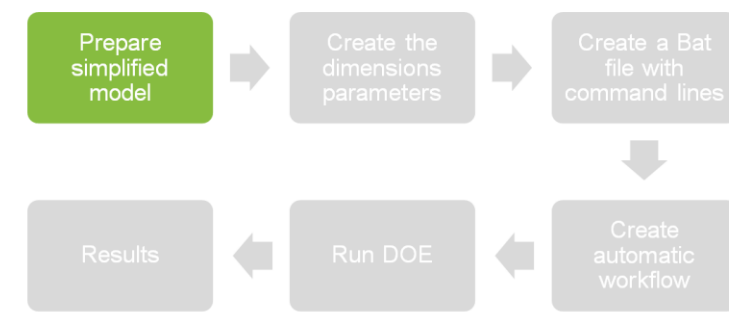 Prepare
simplified
model
Create the
dimensions
parameters
Create a Bat
file with
command lines
Create
automatic
workflow
Run DOE
Results